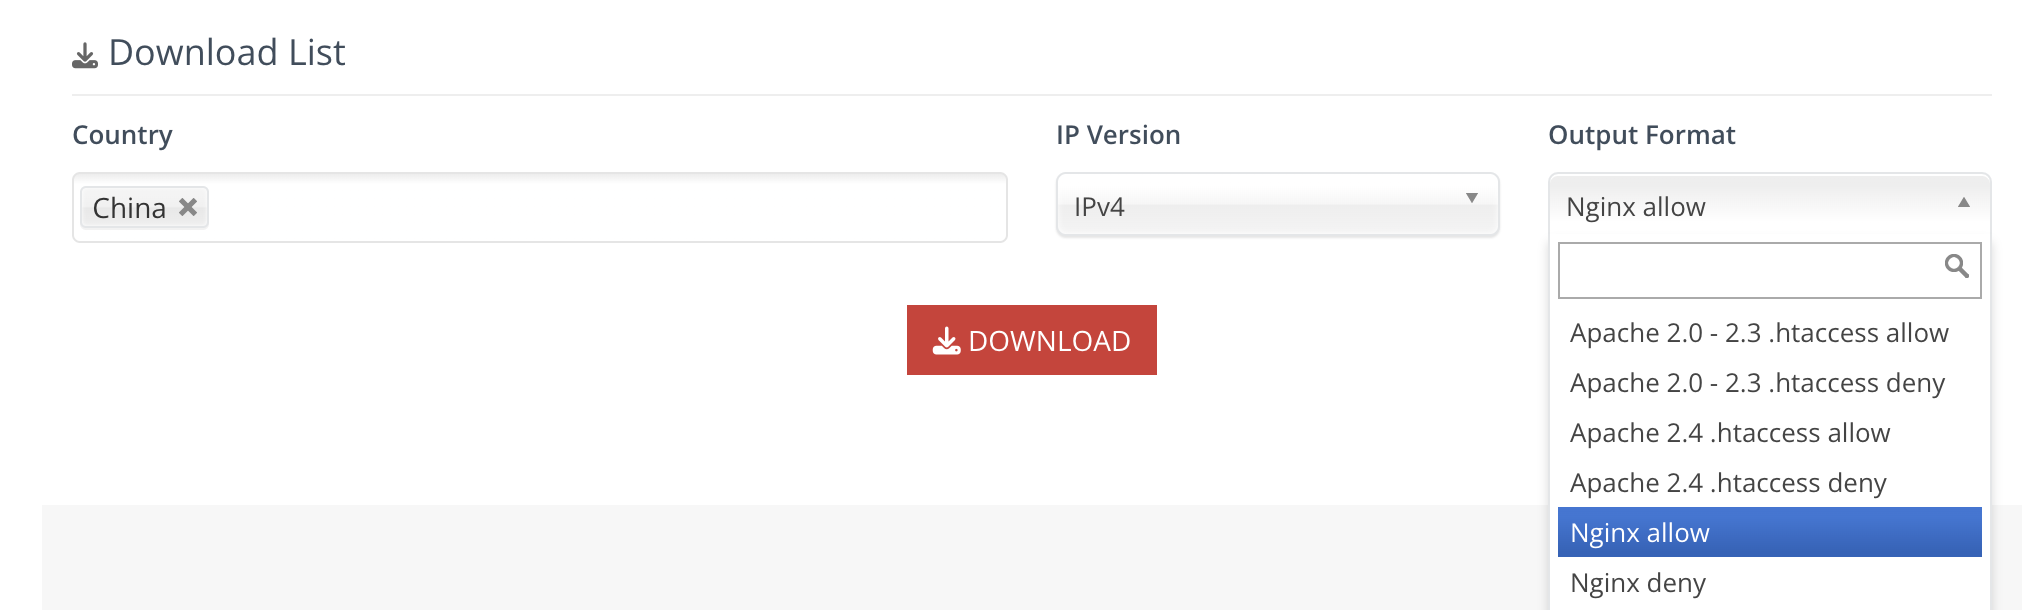 Download List
Country
IP Version
Output Format
China
IPv4
Nginx allow
DOWNLOAD
Apache 2.0 - 2.3 .htaccess allow
Apache 2.0 - 2.3 .htaccess deny
Apache 2.4 .htaccess allow
Apache 2.4 .htaccess deny
Nginx allow
Nginx deny